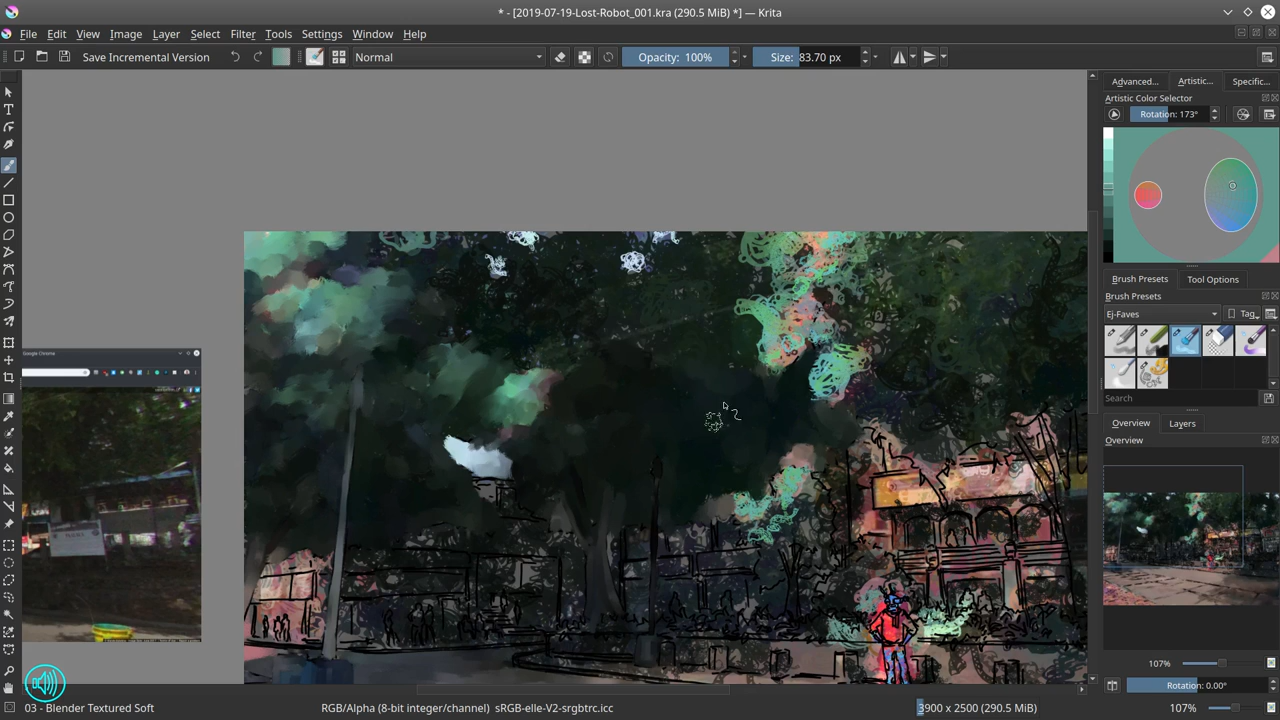 * - [2019-07-19-Lost-Robot_001.kra (290.5 MiB) *] — Krita
File Edit View Image Layer Select Filter Tools Settings Window Help
Save Incremental Version Normal Opacity: 100% Size: 83.70 px
Advanced... Artistic... Specific...
Artistic Color Selector
Rotation: 173°
Brush Presets Tool Options
Brush Presets
Ej-Faves Tag
Search
Overview Layers
Overview
107%
Rotation: 0.00°
03 - Blender Textured Soft RGB/Alpha (8-bit integer/channel) sRGB-elle-V2-srgbtrc.icc 3900 x 2500 (290.5 MiB) 107%